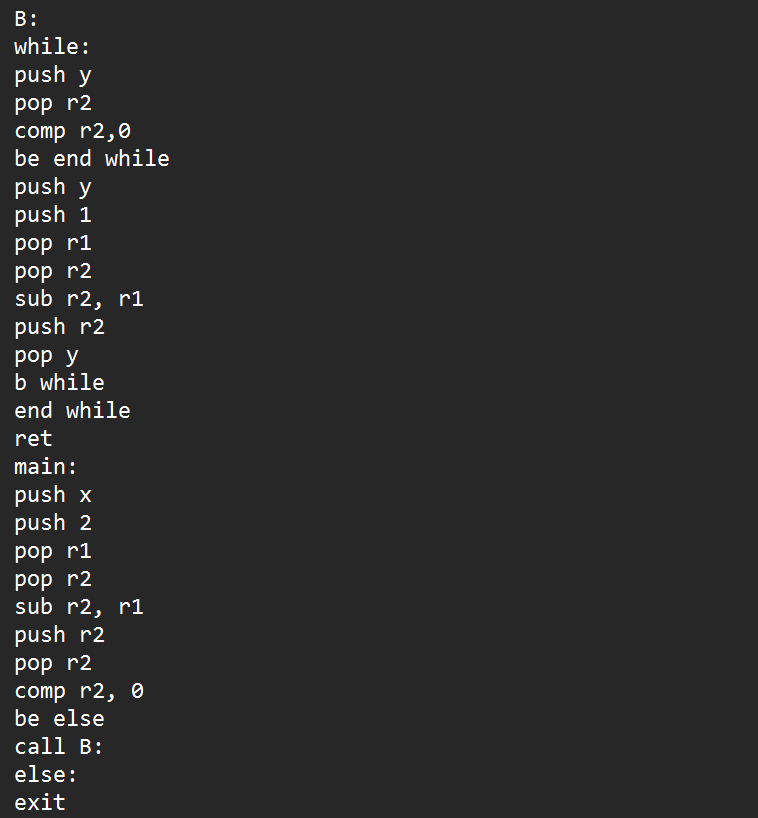 B:
while:
push y
pop r2
comp r2,0
be end while
push y
push 1
pop r1
pop r2
sub r2, r1
push r2
pop y
b while
end while
ret
main:
push x
push 2
pop r1
pop r2
sub r2, r1
push r2
pop r2
comp r2, 0
be else
call B:
else:
exit